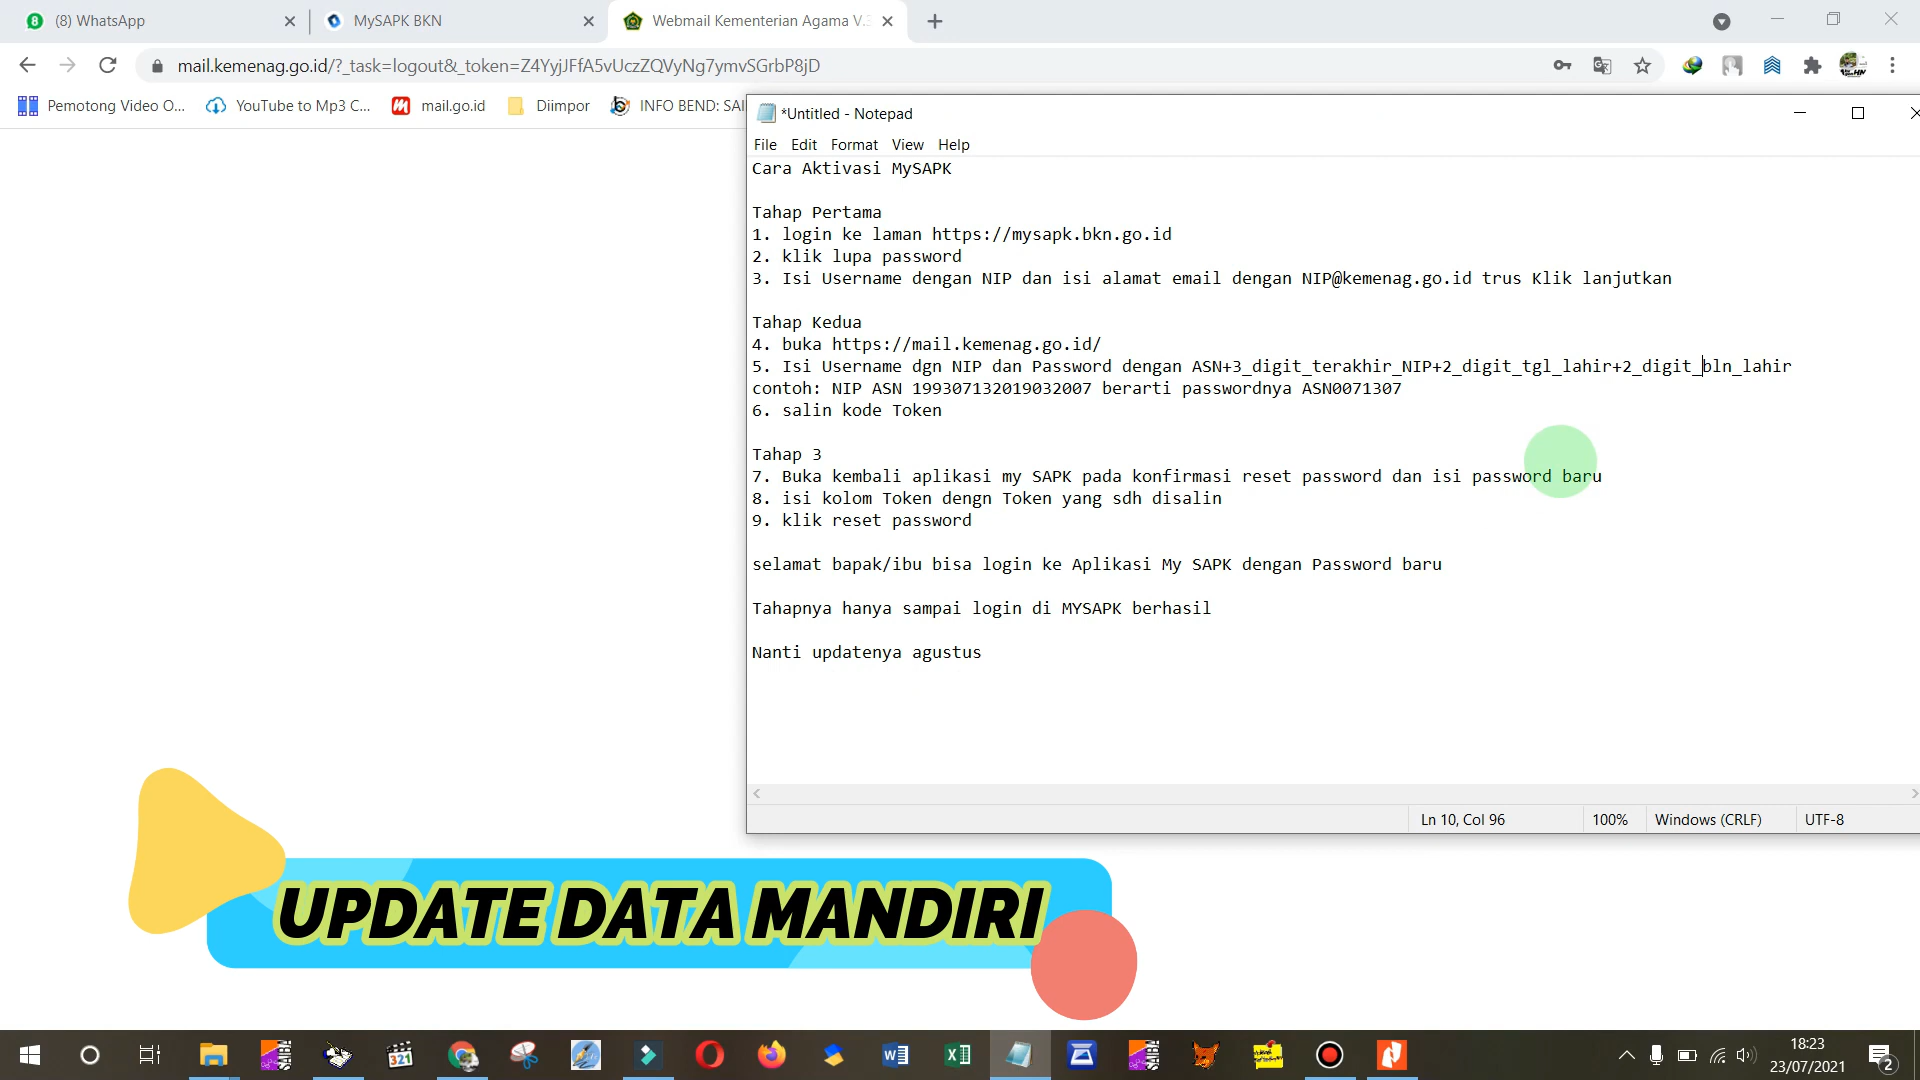 (8) WhatsApp
MySAPK BKN
Webmail Kementerian Agama V.3
mail.kemenag.go.id/?_task=logout&_token=Z4YyjJFfA5vUczZQVyNg7ymvSGrbP8jD
Pemotong Video O...
YouTube to Mp3 C...
mail.go.id
Diimpor
INFO BEND: SAI
*Untitled - Notepad
File Edit Format View Help
Cara Aktivasi MySAPK
Tahap Pertama
1. login ke laman https://mysapk.bkn.go.id
2. klik lupa password
3. Isi Username dengan NIP dan isi alamat email dengan NIP@kemenag.go.id trus Klik lanjutkan
Tahap Kedua
4. buka https://mail.kemenag.go.id/
5. Isi Username dgn NIP dan Password dengan ASN+3_digit_terakhir_NIP+2_digit_tgl_lahir+2_digit_bln_lahir
contoh: NIP ASN 199307132019032007 berarti passwordnya ASN0071307
6. salin kode Token
Tahap 3
7. Buka kembali aplikasi my SAPK pada konfirmasi reset password dan isi password baru
8. isi kolom Token dengn Token yang sdh disalin
9. klik reset password
selamat bapak/ibu bisa login ke Aplikasi My SAPK dengan Password baru
Tahapnya hanya sampai login di MYSAPK berhasil
Nanti updatenya agustus
Ln 10, Col 96
100%
Windows (CRLF)
UTF-8
UPDATE DATA MANDIRI
18:23
23/07/2021
2